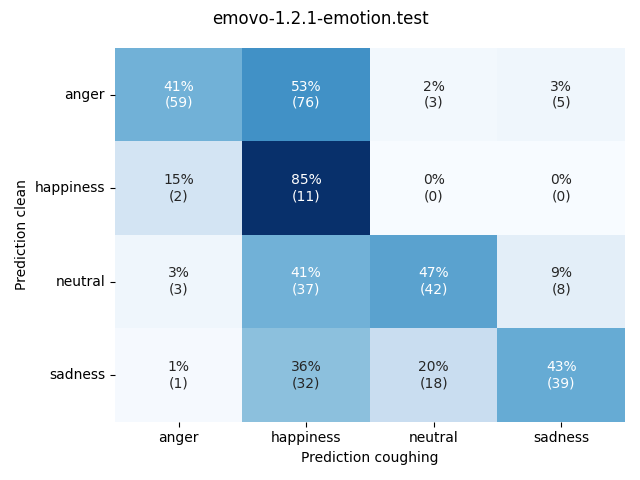 emovo-1.2.1-emotion.test
Prediction clean
anger
41% 53% 2% 3%
(59) (76) (3) (5)
happiness
15% 85% 0% 0%
(2) (11) (0) (0)
neutral
3% 41% 47% 9%
(3) (37) (42) (8)
sadness
1% 36% 20% 43%
(1) (32) (18) (39)
anger happiness neutral sadness
Prediction coughing